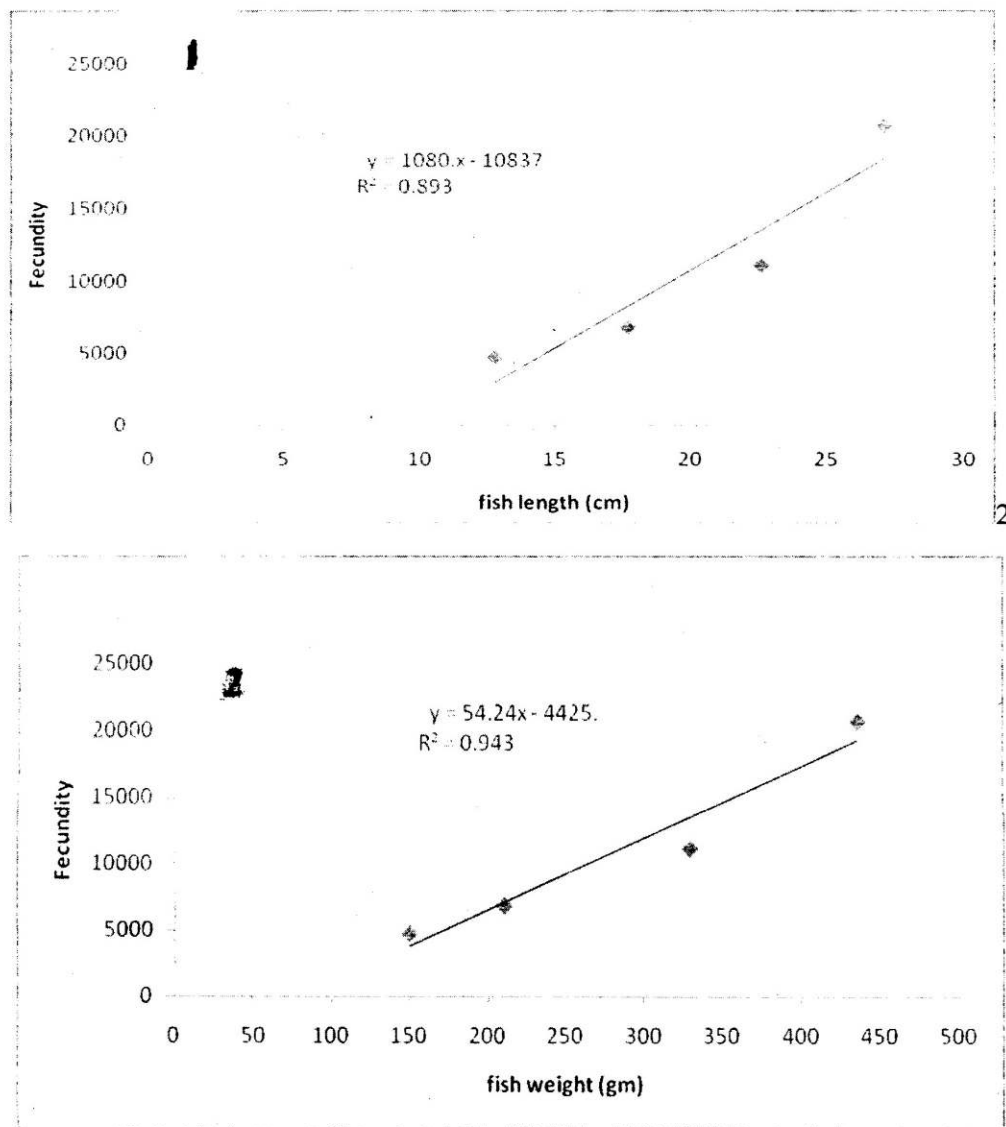 1
25000
20000
15000
10000
5000
0
Fecundity
y = 1080.x - 10837
R² = 0.893
0 5 10 15 20 25 30
fish length (cm)
2
2
25000
20000
15000
10000
5000
0
Fecundity
y = 54.24x - 4425.
R² = 0.943
0 50 100 150 200 250 300 350 400 450 500
fish weight (gm)